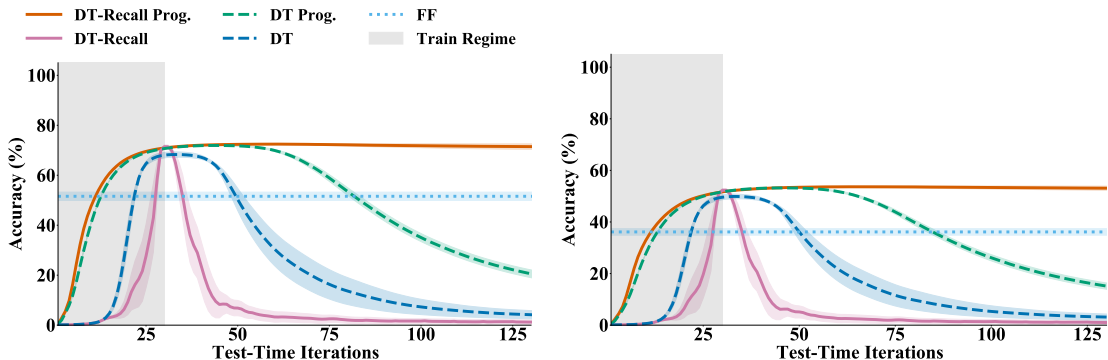 DT-Recall Prog. DT Prog. FF
DT-Recall DT Train Regime
100
80
60
40
20
0
25 50 75 100 125
Accuracy (%)
Test-Time Iterations
100
80
60
40
20
0
25 50 75 100 125
Accuracy (%)
Test-Time Iterations